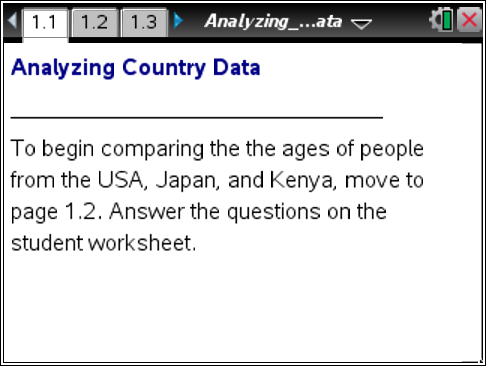 1.1 1.2 1.3 Analyzing_...ata
Analyzing Country Data
To begin comparing the the ages of people
from the USA, Japan, and Kenya, move to
page 1.2. Answer the questions on the
student worksheet.